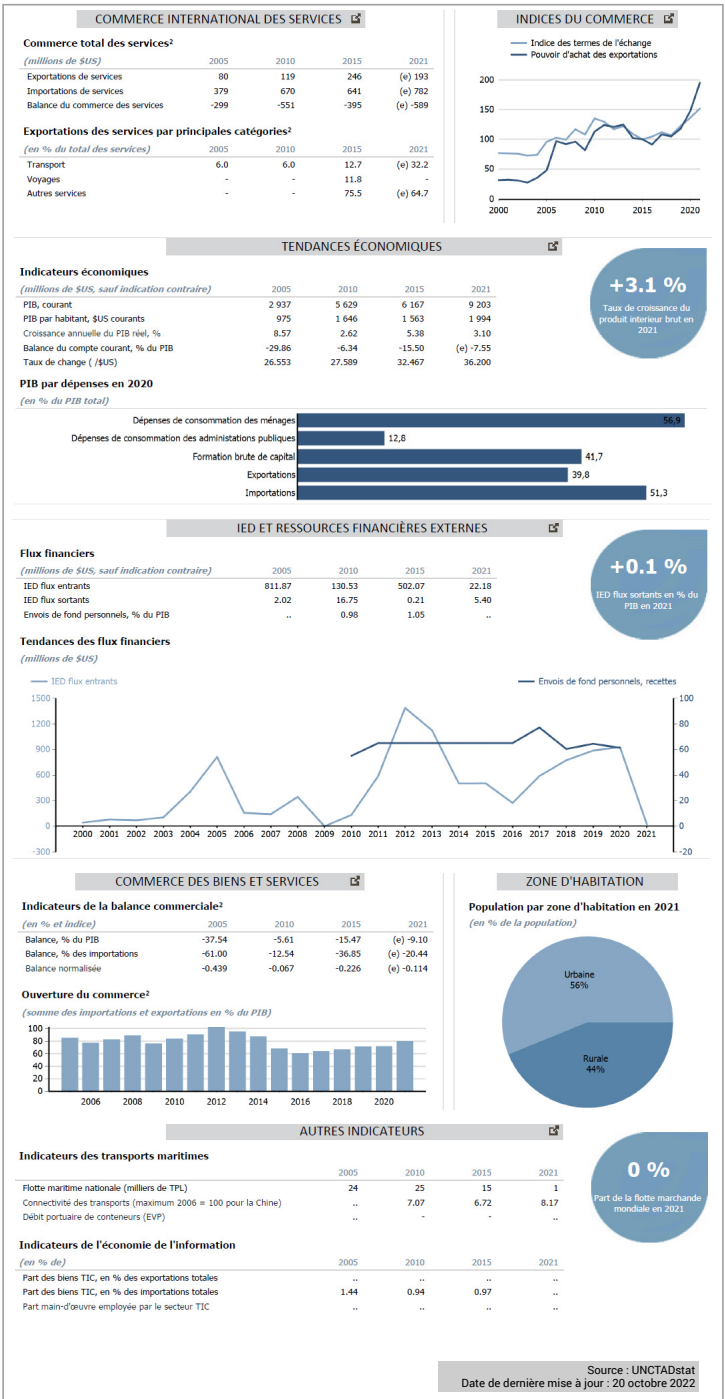 COMMERCE INTERNATIONAL DES SERVICES
Commerce total des services²
(millions de $US) 2005 2010 2015 2021
Exportations de services 80 119 246 (e) 193
Importations de services 379 670 641 (e) 782
Balance du commerce des services -299 -551 -395 (e) -589
Exportations des services par principales catégories²
(en % du total des services) 2005 2010 2015 2021
Transport 6.0 6.0 12.7 (e) 32.2
Voyages - - 11.8 -
Autres services - - 75.5 (e) 64.7
INDICES DU COMMERCE
Indice des termes de l'échange
Pouvoir d'achat des exportations
200
150
100
50
0
2000 2005 2010 2015 2020
TENDANCES ÉCONOMIQUES
Indicateurs économiques
(millions de $US, sauf indication contraire) 2005 2010 2015 2021
PIB, courant 2 937 5 629 6 167 9 203
PIB par habitant, $US courants 975 1 646 1 563 1 994
Croissance annuelle du PIB réel, % 8.57 2.62 5.38 3.10
Balance du compte courant, % du PIB -29.86 -6.34 -15.50 (e) -7.55
Taux de change ( /$US) 26.553 27.589 32.467 36.200
+3.1 %
Taux de croissance du
produit interieur brut en
2021
PIB par dépenses en 2020
(en % du PIB total)
Dépenses de consommation des ménages 56,9
Dépenses de consommation des administations publiques 12,8
Formation brute de capital 41,7
Exportations 39,8
Importations 51,3
IED ET RESSOURCES FINANCIÈRES EXTERNES
Flux financiers
(millions de $US, sauf indication contraire) 2005 2010 2015 2021
IED flux entrants 811.87 130.53 502.07 22.18
IED flux sortants 2.02 16.75 0.21 5.40
Envois de fond personnels, % du PIB .. 0.98 1.05 ..
+0.1 %
IED flux sortants en % du
PIB en 2021
Tendances des flux financiers
(millions de $US)
IED flux entrants Envois de fond personnels, recettes
1500 100
1200 80
900 60
600 40
300 20
0 0
2000 2001 2002 2003 2004 2005 2006 2007 2008 2009 2010 2011 2012 2013 2014 2015 2016 2017 2018 2019 2020 2021
-300 -20
COMMERCE DES BIENS ET SERVICES
Indicateurs de la balance commerciale²
(en % et indice) 2005 2010 2015 2021
Balance, % du PIB -37.54 -5.61 -15.47 (e) -9.10
Balance, % des importations -61.00 -12.54 -36.85 (e) -20.44
Balance normalisée -0.439 -0.067 -0.226 (e) -0.114
Ouverture du commerce²
(somme des importations et exportations en % du PIB)
100
80
60
40
20
0
2006 2008 2010 2012 2014 2016 2018 2020
ZONE D'HABITATION
Population par zone d'habitation en 2021
(en % de la population)
Urbaine
56%
Rurale
44%
AUTRES INDICATEURS
Indicateurs des transports maritimes
2005 2010 2015 2021
Flotte maritime nationale (milliers de TPL) 24 25 15 1
Connectivité des transports (maximum 2006 = 100 pour la Chine) .. 7.07 6.72 8.17
Débit portuaire de conteneurs (EVP) .. - - ..
0 %
Part de la flotte marchande
mondiale en 2021
Indicateurs de l'économie de l'information
(en % de) 2005 2010 2015 2021
Part des biens TIC, en % des exportations totales .. .. .. ..
Part des biens TIC, en % des importations totales 1.44 0.94 0.97 ..
Part main-d'œuvre employée par le secteur TIC .. .. .. ..
Source : UNCTADstat
Date de dernière mise à jour : 20 octobre 2022